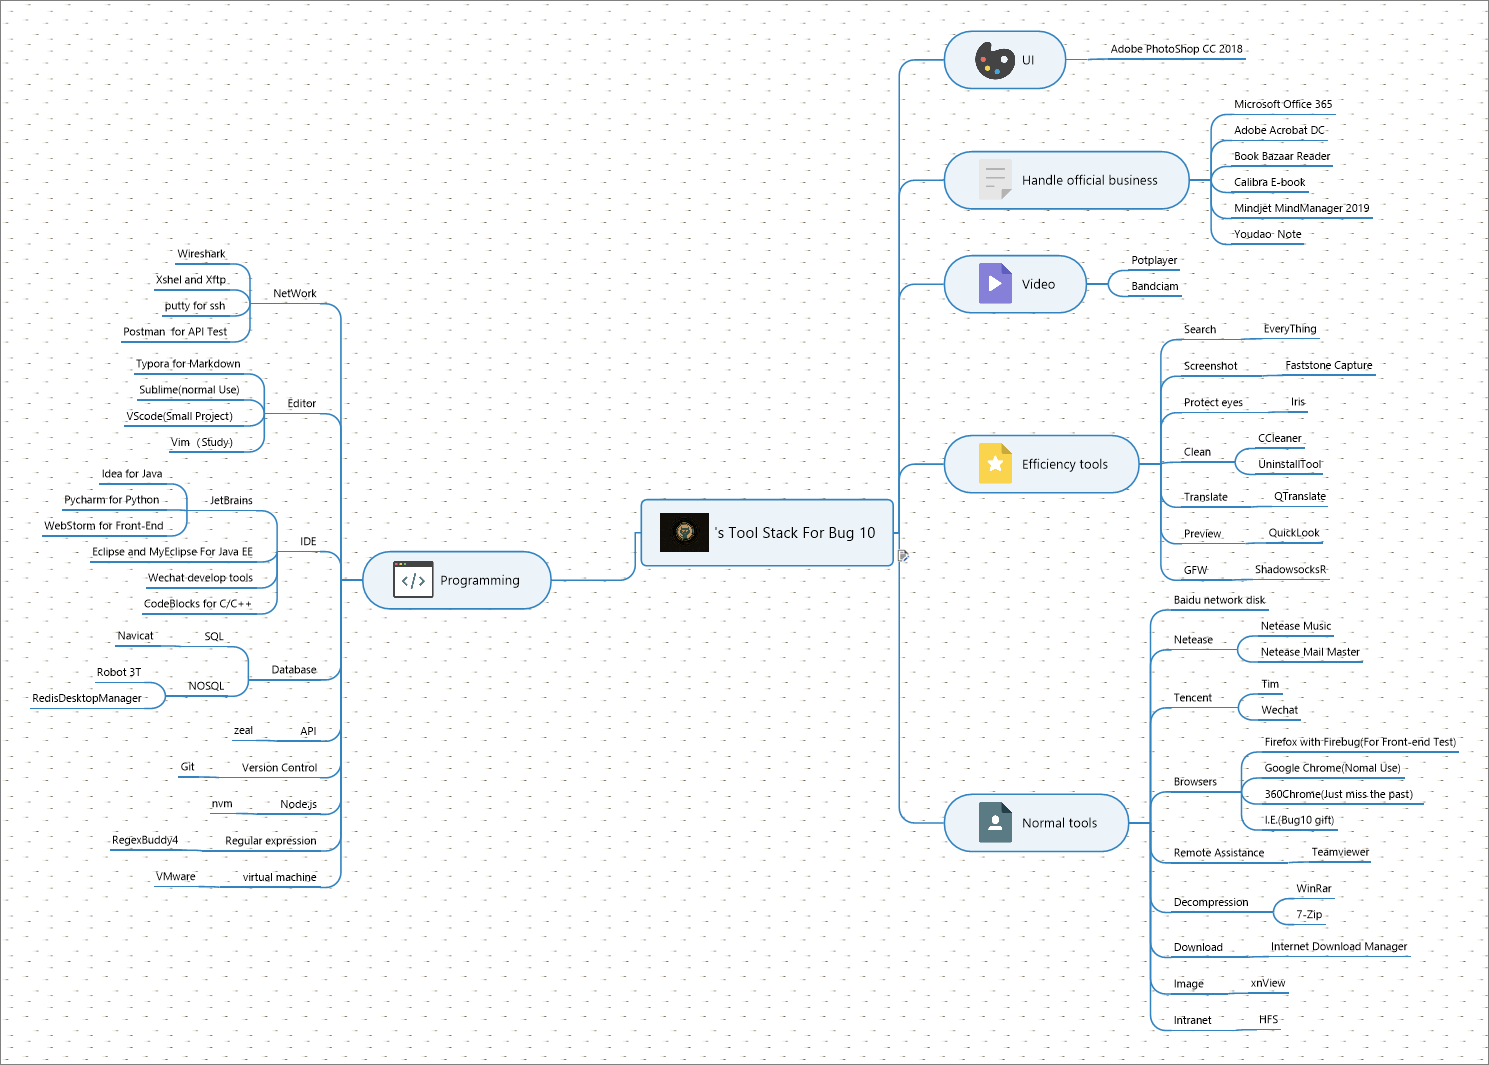 's Tool Stack For Bug 10
Programming
NetWork
Wireshark
Xshel and Xftp
putty for ssh
Postman for API Test
Editor
Typora for Markdown
Sublime(normal Use)
VScode(Small Project)
Vim （Study）
IDE
JetBrains
Idea for Java
Pycharm for Python
WebStorm for Front-End
Eclipse and MyEclipse For Java EE
Wechat develop tools
CodeBlocks for C/C++
Database
SQL
Navicat
NOSQL
Robot 3T
RedisDesktopManager
API
zeal
Version Control
Git
Node.js
nvm
Regular expression
RegexBuddy4
virtual machine
VMware
UI
Adobe PhotoShop CC 2018
Handle official business
Microsoft Office 365
Adobe Acrobat DC
Book Bazaar Reader
Calibra E-book
Mindjet MindManager 2019
Youdao Note
Video
Potplayer
Bandciam
Efficiency tools
Search
EveryThing
Screenshot
Faststone Capture
Protect eyes
Iris
Clean
CCleaner
UninstallTool
Translate
QTranslate
Preview
QuickLook
GFW
ShadowsocksR
Normal tools
Baidu network disk
Netease
Netease Music
Netease Mail Master
Tencent
Tim
Wechat
Browsers
Firefox with Firebug(For Front-end Test)
Google Chrome(Nomal Use)
360Chrome(Just miss the past)
I.E.(Bug10 gift)
Remote Assistance
Teamviewer
Decompression
WinRar
7-Zip
Download
Internet Download Manager
Image
xnView
Intranet
HFS